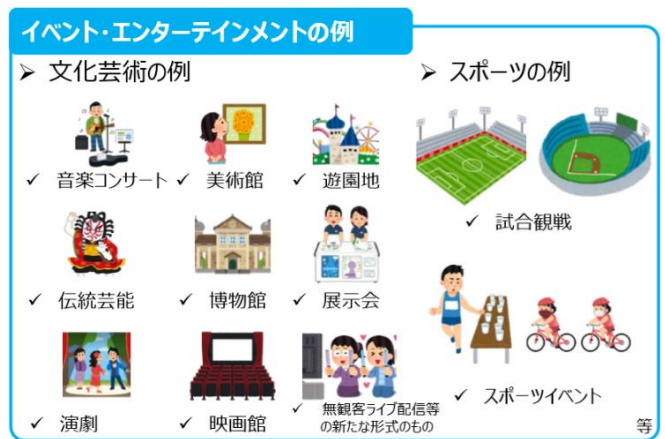 イベント・エンターテインメントの例
➢ 文化芸術の例
✓ 音楽コンサート
✓ 美術館
✓ 遊園地
✓ 伝統芸能
✓ 博物館
✓ 展示会
✓ 演劇
✓ 映画館
✓ 無観客ライブ配信等
の新たな形式のもの
➢ スポーツの例
✓ 試合観戦
✓ スポーツイベント
等